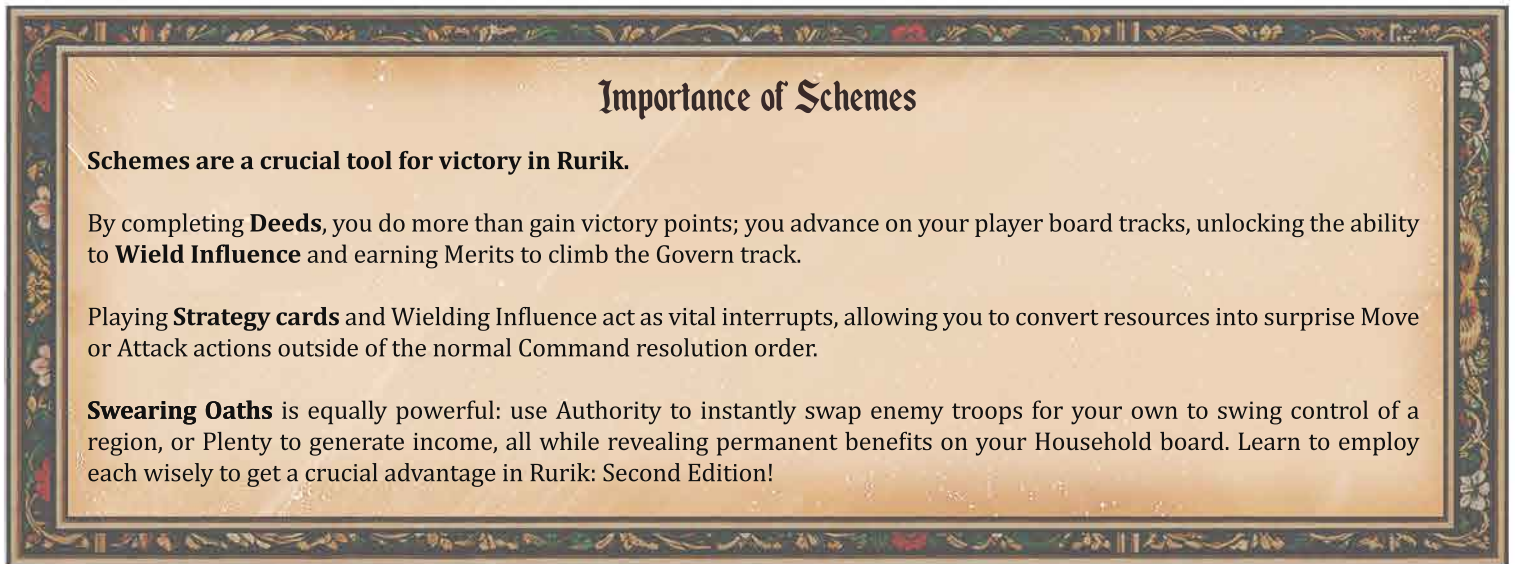 Importance of Schemes
Schemes are a crucial tool for victory in Rurik.
By completing Deeds, you do more than gain victory points; you advance on your player board tracks, unlocking the ability
to Wield Influence and earning Merits to climb the Govern track.
Playing Strategy cards and Wielding Influence act as vital interrupts, allowing you to convert resources into surprise Move
or Attack actions outside of the normal Command resolution order.
Swearing Oaths is equally powerful: use Authority to instantly swap enemy troops for your own to swing control of a
region, or Plenty to generate income, all while revealing permanent benefits on your Household board. Learn to employ
each wisely to get a crucial advantage in Rurik: Second Edition!